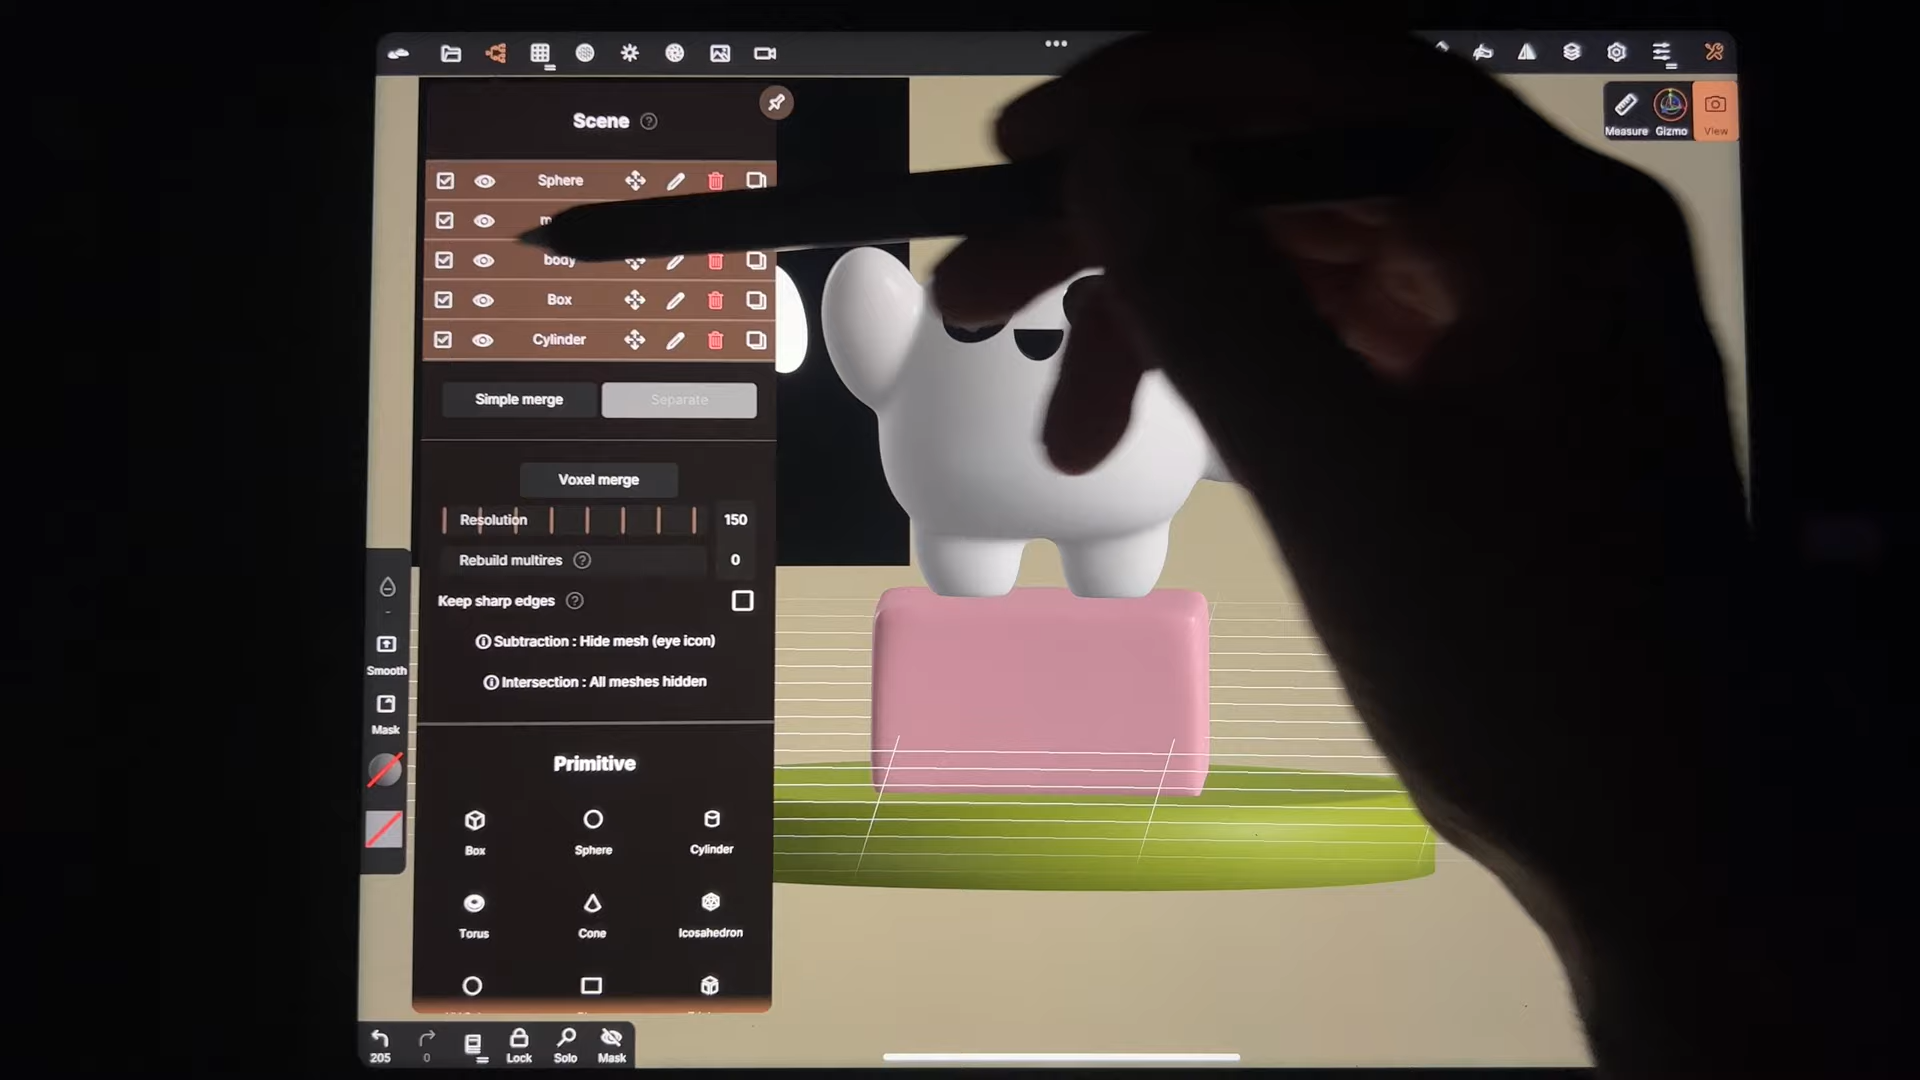 Scene
Measure Gizmo View
Sphere
body
Box
Cylinder
Simple merge Separate
Voxel merge
Resolution 150
Rebuild multires 0
Keep sharp edges
Subtraction : Hide mesh (eye icon)
Intersection : All meshes hidden
Smooth
Mask
Primitive
Box Sphere Cylinder
Torus Cone Icosahedron
205 0 Lock Solo Mask